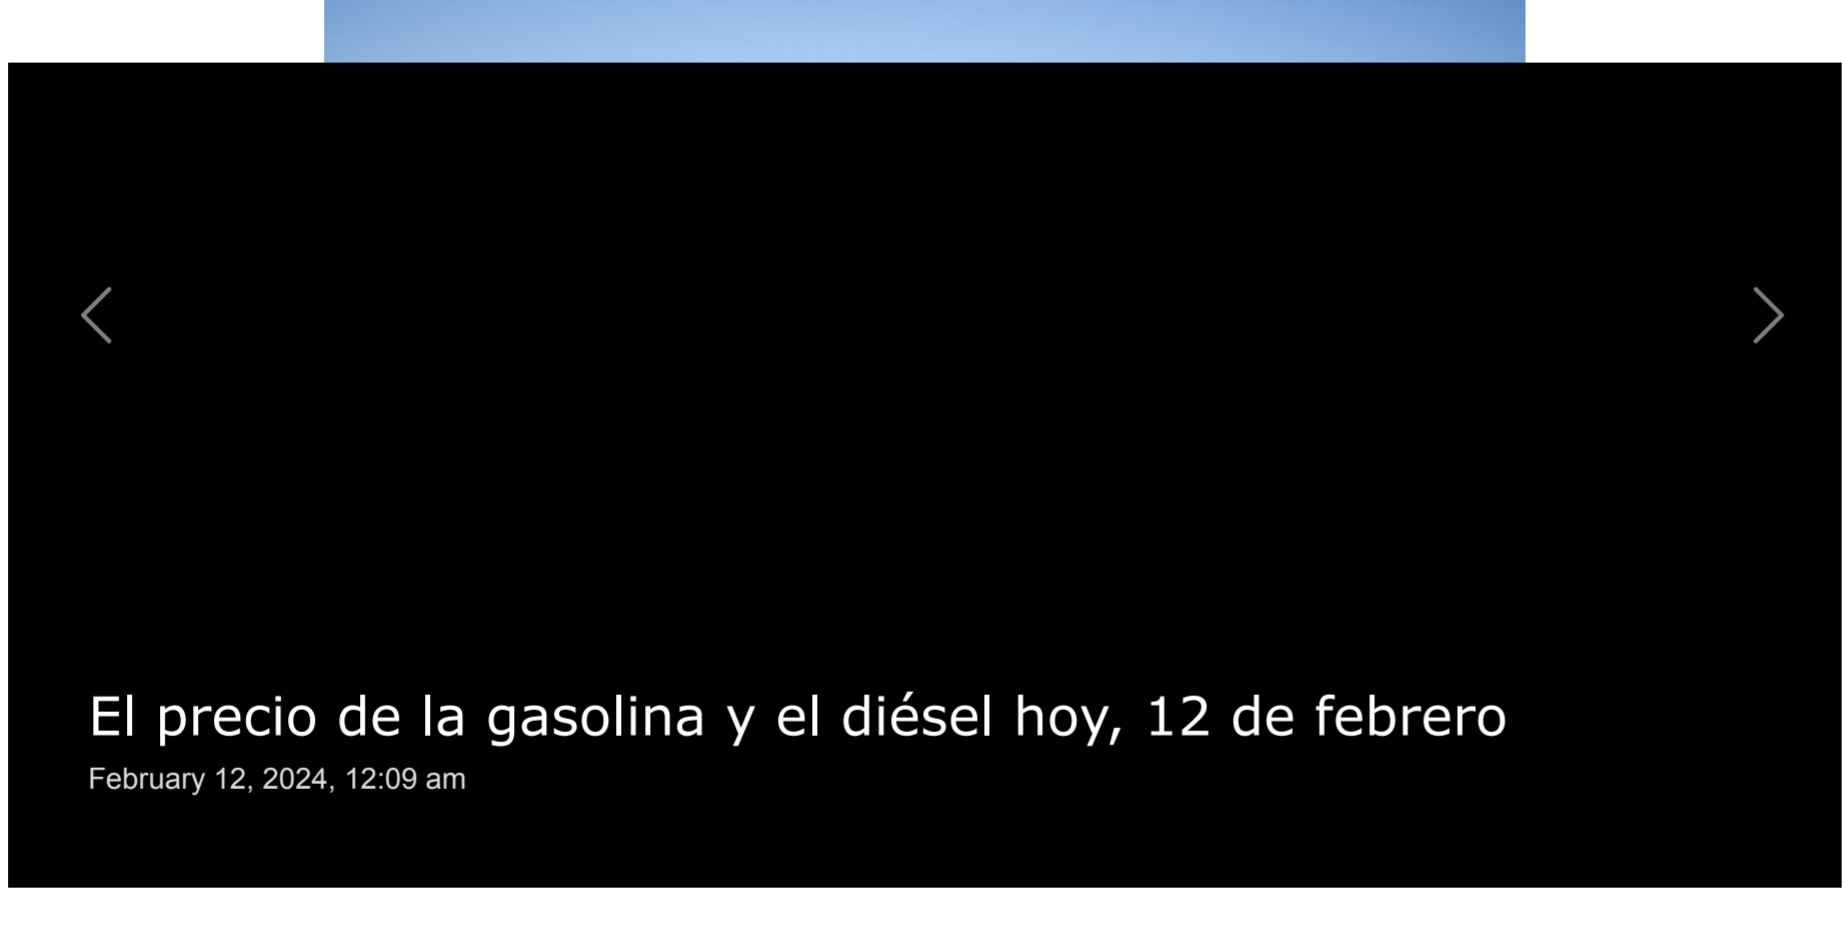 El precio de la gasolina y el diésel hoy, 12 de febrero
February 12, 2024, 12:09 am